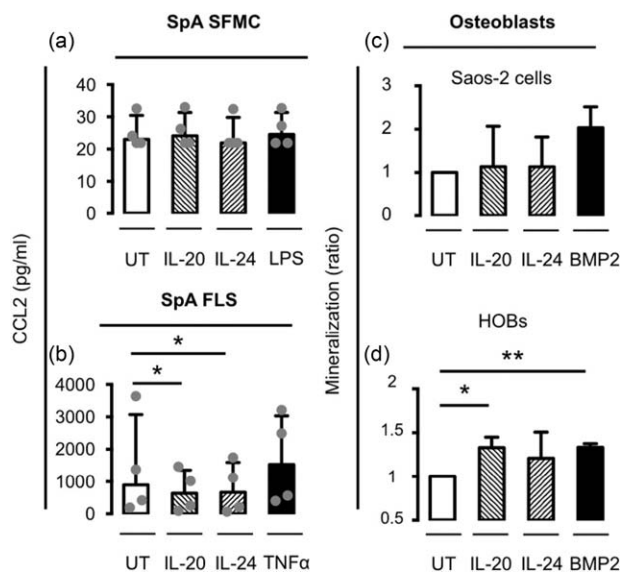 (a)
SpA SFMC
CCL2 (pg/ml)
40
30
20
10
0
UT IL-20 IL-24 LPS
SpA FLS
(b)
*
*
4000
3000
2000
1000
0
UT IL-20 IL-24 TNFα
(c)
Osteoblasts
Saos-2 cells
Mineralization (ratio)
3
2
1
1
0
UT IL-20 IL-24 BMP2
HOBs
(d)
**
*
2
1.5
1
0.5
UT IL-20 IL-24 BMP2